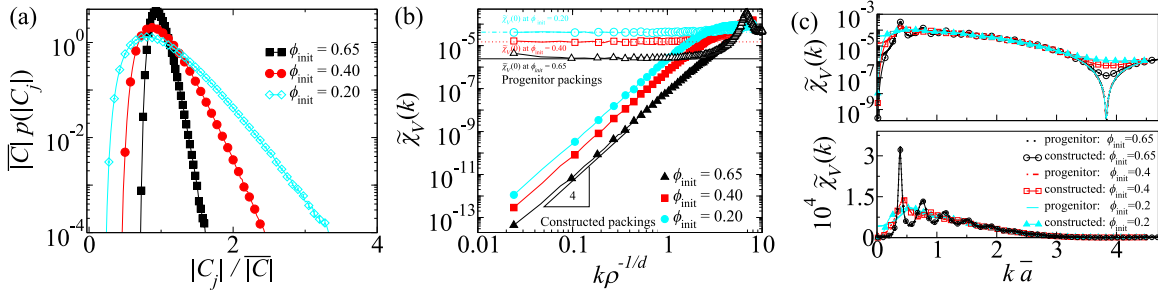 (a)
10⁰
10⁻²
10⁻⁴
0
2
4
|C_j| / |C|‾
|C|‾ p(|C_j|)
ϕ_init = 0.65
ϕ_init = 0.40
ϕ_init = 0.20
(b)
10⁻⁵
10⁻⁷
10⁻⁹
10⁻¹¹
10⁻¹³
0.01
0.1
1
10
kρ^{-1/d}
χ̃_V(k)
χ̃_V(0) at ϕ_init = 0.20
χ̃_V(0) at ϕ_init = 0.40
χ̃_V(0) at ϕ_init = 0.65
Progenitor packings
4
ϕ_init = 0.65
ϕ_init = 0.40
ϕ_init = 0.20
Constructed packings
(c)
10⁻³
10⁻⁵
10⁻⁷
10⁻⁹
χ̃_V(k)
10⁴ χ̃_V(k)
3
1.5
0
0
1
2
3
4
k a̅
progenitor: ϕ_init=0.65
constructed: ϕ_init=0.65
progenitor: ϕ_init=0.4
constructed: ϕ_init=0.4
progenitor: ϕ_init=0.2
constructed: ϕ_init=0.2